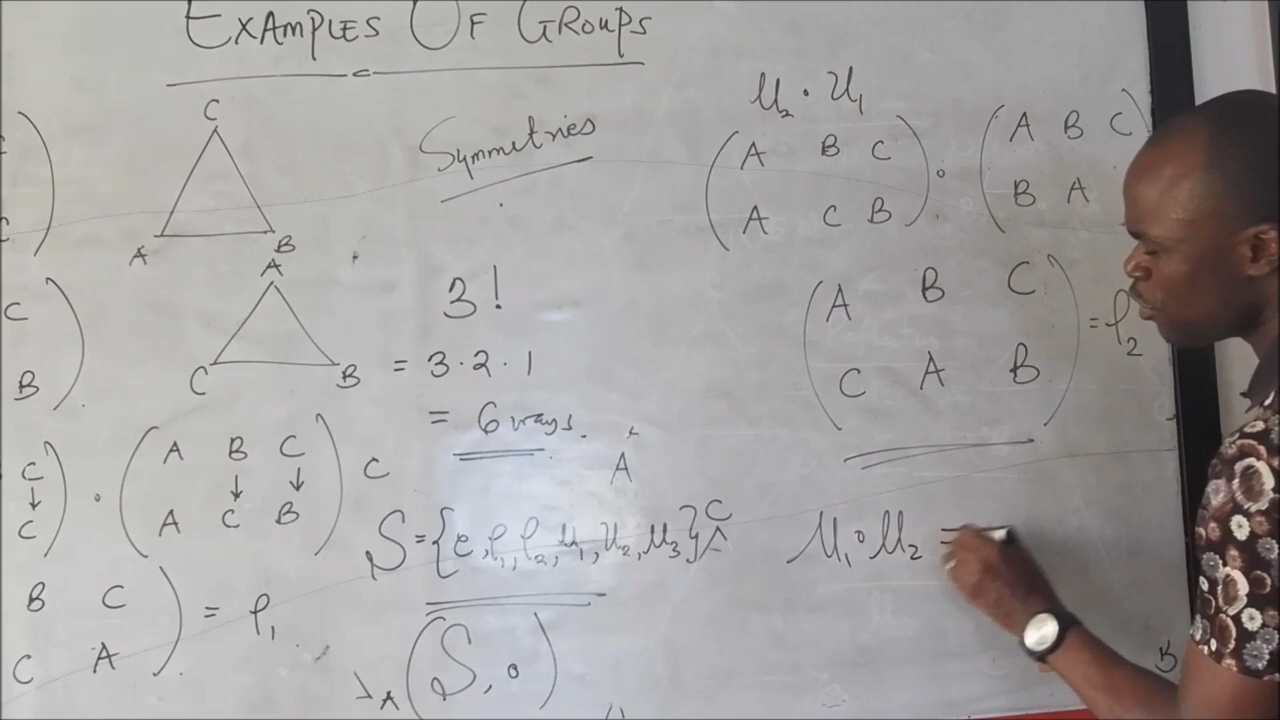 EXAMPLES OF GROUPS
C
A B
Symmetries
A
C B
3!
= 3·2·1
= 6 ways.
C
B
C
↓
C
·
A B C
↓ ↓
A C B
C
B C
C A
= ρ₁
A
S = {e, ρ₁, ρ₂, μ₁, μ₂, μ₃}
C
A
(S, ∘)
μ₂ · μ₁
A B C
A C B
∘
A B C
B A
A B C
C A B
= ρ₂
μ₁∘μ₂ =
B